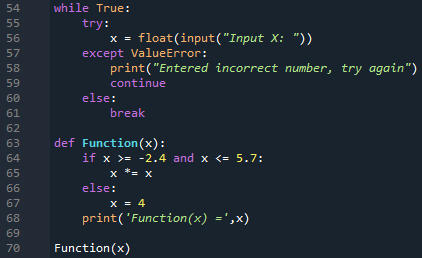 54 while True:
55     try:
56         x = float(input("Input X: "))
57     except ValueError:
58         print("Entered incorrect number, try again")
59         continue
60     else:
61         break
62
63 def Function(x):
64     if x >= -2.4 and x <= 5.7:
65         x *= x
66     else:
67         x = 4
68     print('Function(x) =',x)
69
70 Function(x)